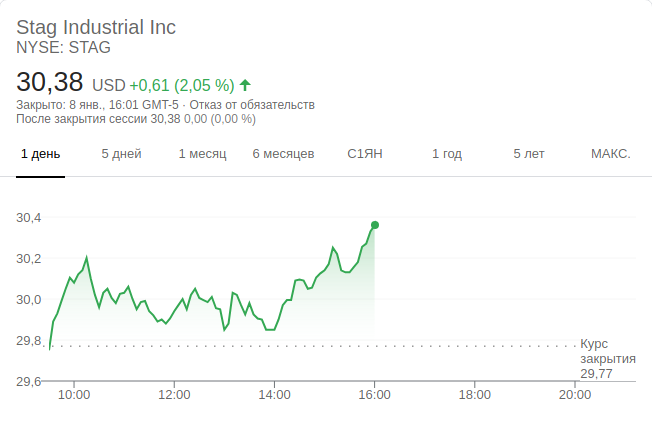 Stag Industrial Inc
NYSE: STAG
30,38 USD +0,61 (2,05 %)
Закрыто: 8 янв., 16:01 GMT-5 · Отказ от обязательств
После закрытия сессии 30,38 0,00 (0,00 %)
1 день 5 дней 1 месяц 6 месяцев С1ЯН 1 год 5 лет МАКС.
30,4
30,2
30,0
29,8
Курс
закрытия
29,77
29,6
10:00 12:00 14:00 16:00 18:00 20:00